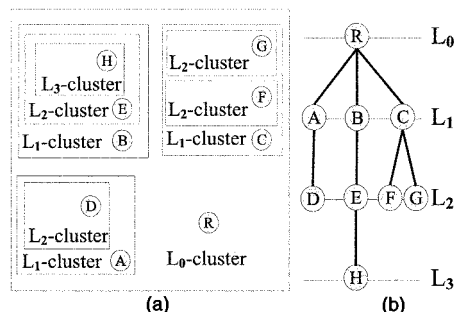 H
L3-cluster
L2-cluster E
L1-cluster B
G
L2-cluster
F
L2-cluster
L1-cluster C
D
L2-cluster
L1-cluster A
R
L0-cluster
(a)
R L0
A B C L1
D E F G L2
H L3
(b)